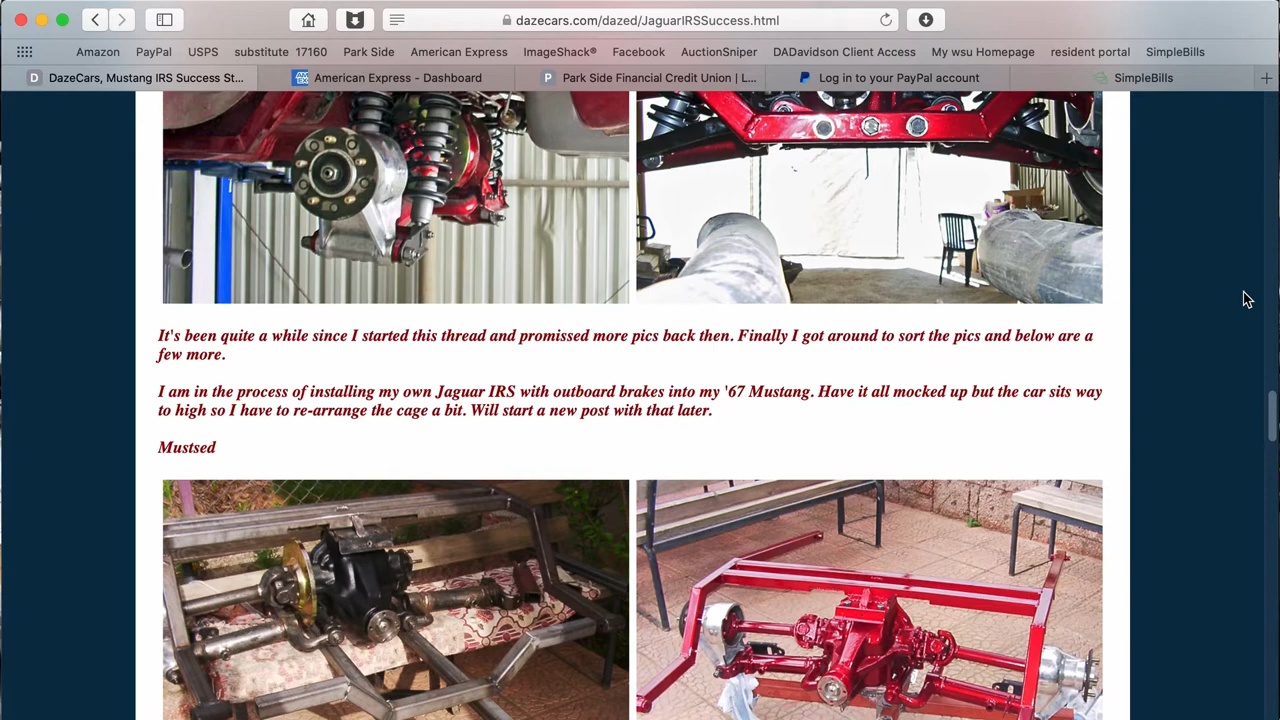 dazecars.com/dazed/JaguarIRSSuccess.html
Amazon PayPal USPS substitute 17160 Park Side American Express ImageShack® Facebook AuctionSniper DADavidson Client Access My wsu Homepage resident portal SimpleBills
D DazeCars, Mustang IRS Success St... American Express - Dashboard P Park Side Financial Credit Union | L... Log in to your PayPal account SimpleBills
It's been quite a while since I started this thread and promissed more pics back then. Finally I got around to sort the pics and below are a
few more.
I am in the process of installing my own Jaguar IRS with outboard brakes into my '67 Mustang. Have it all mocked up but the car sits way
to high so I have to re-arrange the cage a bit. Will start a new post with that later.
Mustsed